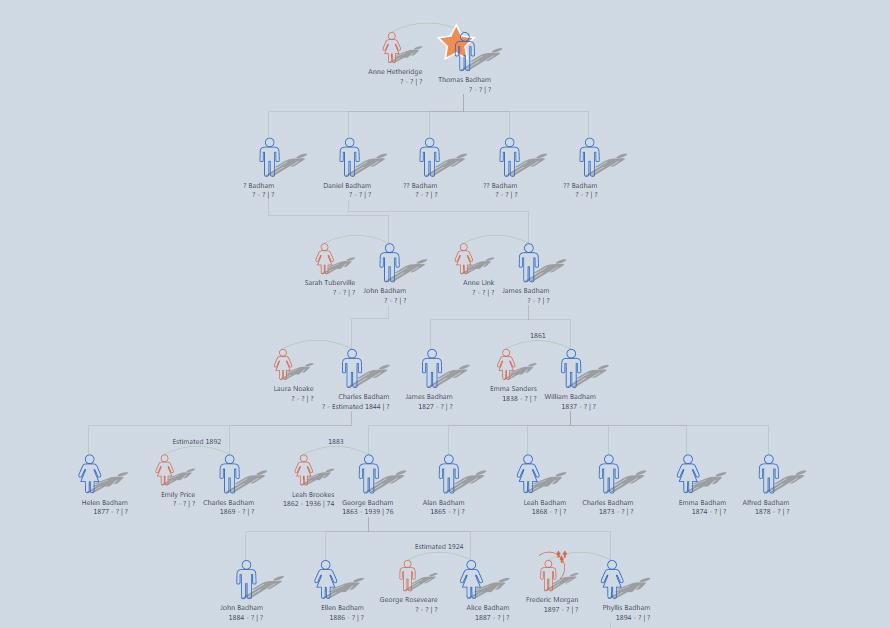 Anne Hetheridge
? - ? | ?
Thomas Badham
? - ? | ?
? Badham
? - ? | ?
Daniel Badham
? - ? | ?
?? Badham
? - ? | ?
?? Badham
? - ? | ?
?? Badham
? - ? | ?
Sarah Tuberville
? - ? | ?
John Badham
? - ? | ?
Anne Link
? - ? | ?
James Badham
? - ? | ?
1861
Laura Noake
? - ? | ?
Charles Badham
? - Estimated 1844 | ?
James Badham
1827 - ? | ?
Emma Sanders
1838 - ? | ?
William Badham
1837 - ? | ?
Estimated 1892
1883
Helen Badham
1877 - ? | ?
Emily Price
? - ? | ?
Charles Badham
1869 - ? | ?
Leah Brookes
1862 - 1936 | 74
George Badham
1863 - 1939 | 76
Alan Badham
1865 - ? | ?
Leah Badham
1868 - ? | ?
Charles Badham
1873 - ? | ?
Emma Badham
1874 - ? | ?
Alfred Badham
1878 - ? | ?
Estimated 1924
John Badham
1884 - ? | ?
Ellen Badham
1886 - ? | ?
George Roseveare
? - ? | ?
Alice Badham
1887 - ? | ?
Frederic Morgan
1897 - ? | ?
Phyllis Badham
1894 - ? | ?